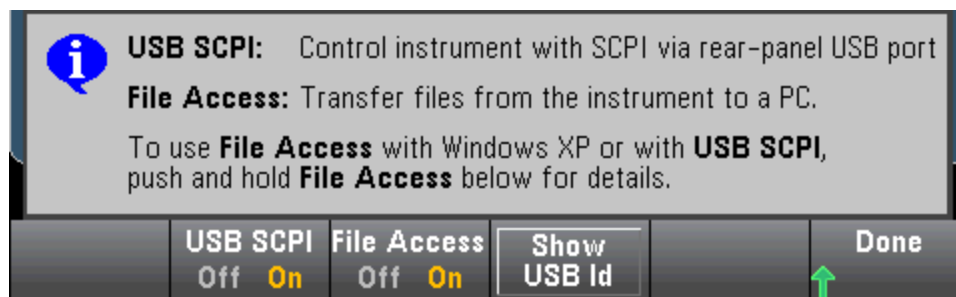 USB SCPI: Control instrument with SCPI via rear-panel USB port
File Access: Transfer files from the instrument to a PC.
To use File Access with Windows XP or with USB SCPI,
push and hold File Access below for details.
USB SCPI File Access Show Done
Off On Off On USB Id